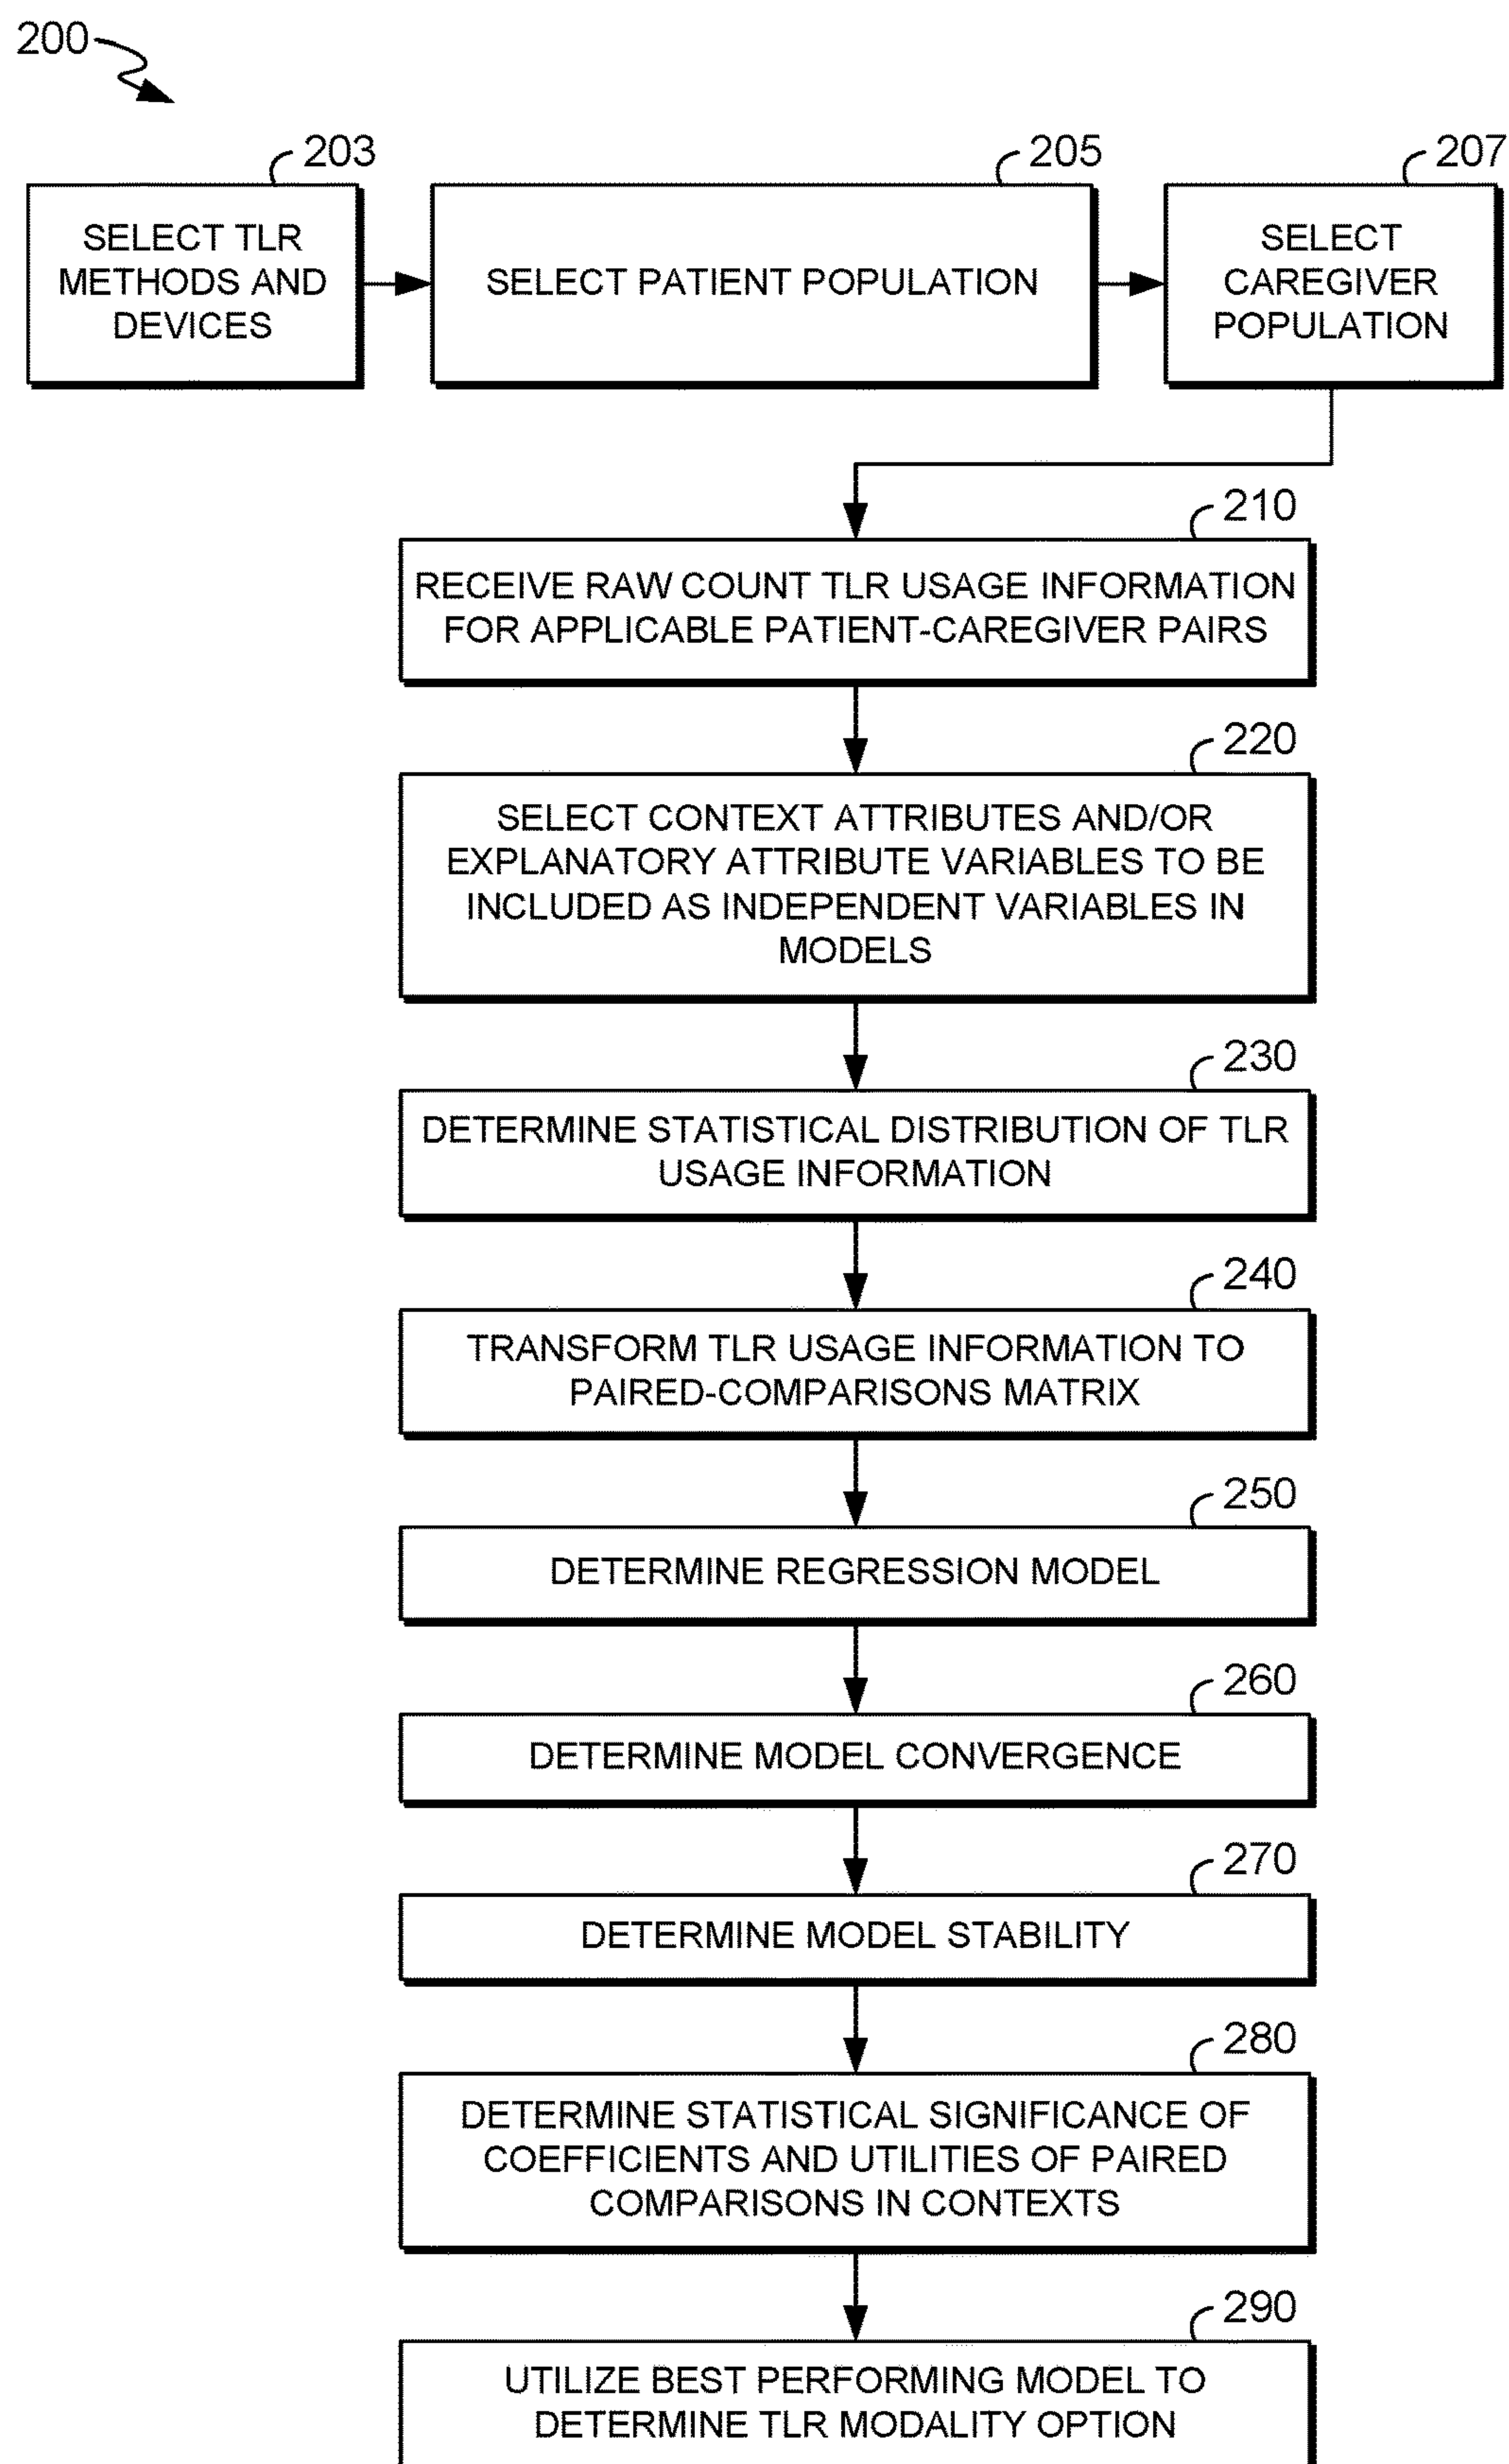 200
203
SELECT TLR
METHODS AND
DEVICES
205
SELECT PATIENT POPULATION
207
SELECT
CAREGIVER
POPULATION
210
RECEIVE RAW COUNT TLR USAGE INFORMATION
FOR APPLICABLE PATIENT-CAREGIVER PAIRS
220
SELECT CONTEXT ATTRIBUTES AND/OR
EXPLANATORY ATTRIBUTE VARIABLES TO BE
INCLUDED AS INDEPENDENT VARIABLES IN
MODELS
230
DETERMINE STATISTICAL DISTRIBUTION OF TLR
USAGE INFORMATION
240
TRANSFORM TLR USAGE INFORMATION TO
PAIRED-COMPARISONS MATRIX
250
DETERMINE REGRESSION MODEL
260
DETERMINE MODEL CONVERGENCE
270
DETERMINE MODEL STABILITY
280
DETERMINE STATISTICAL SIGNIFICANCE OF
COEFFICIENTS AND UTILITIES OF PAIRED
COMPARISONS IN CONTEXTS
290
UTILIZE BEST PERFORMING MODEL TO
DETERMINE TLR MODALITY OPTION